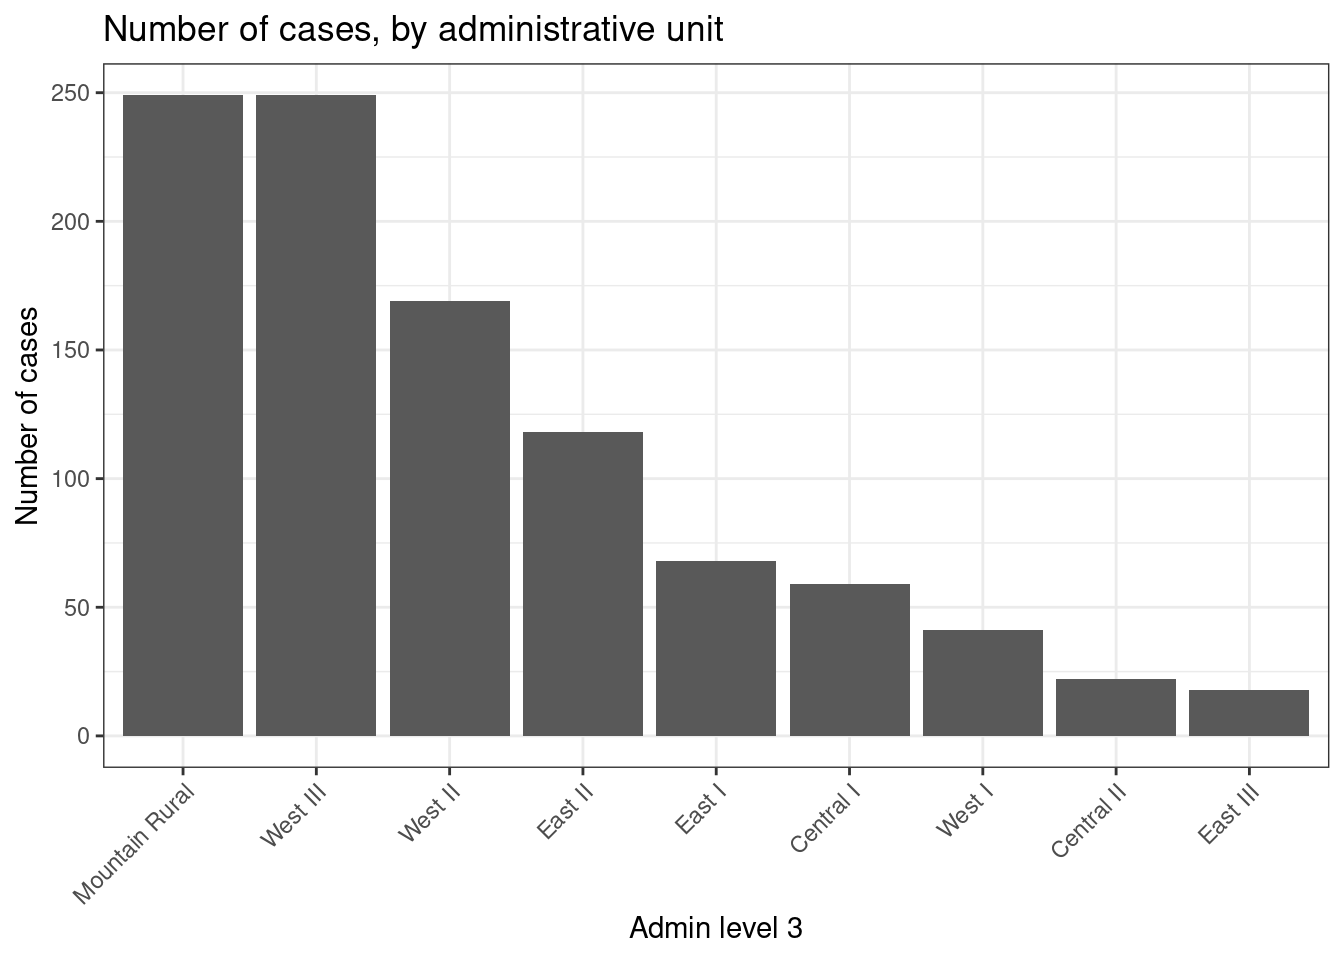 Number of cases, by administrative unit
Number of cases
250
200
150
100
50
0
Mountain Rural
West III
West II
East II
East I
Central I
West I
Central II
East III
Admin level 3